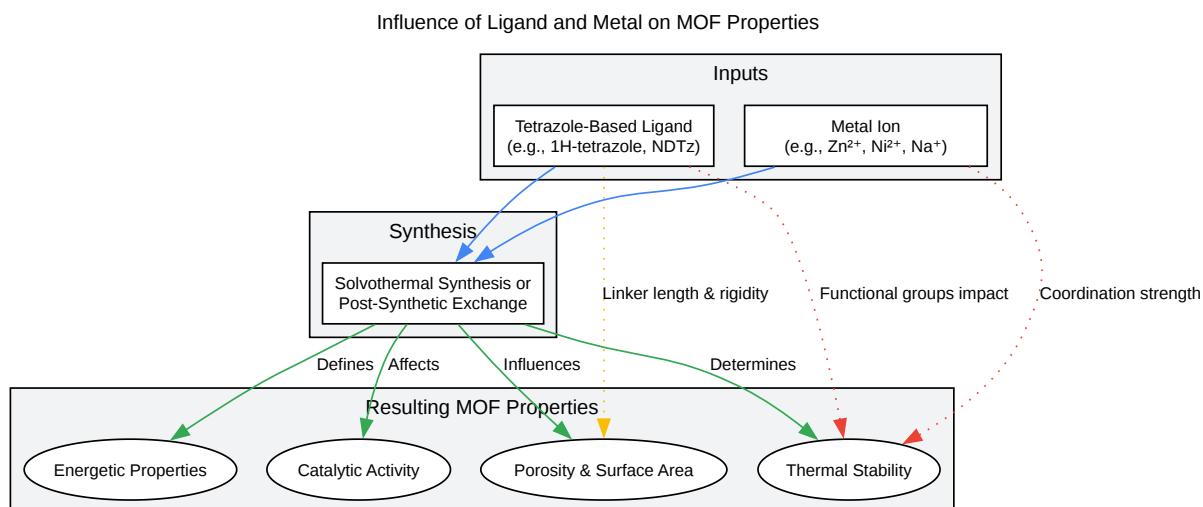 Influence of Ligand and Metal on MOF Properties
Inputs
Tetrazole-Based Ligand
(e.g., 1H-tetrazole, NDTz)
Metal Ion
(e.g., Zn²⁺, Ni²⁺, Na⁺)
Synthesis
Solvothermal Synthesis or
Post-Synthetic Exchange
Linker length & rigidity
Functional groups impact
Coordination strength
Defines
Affects
Influences
Determines
Resulting MOF Properties
Energetic Properties
Catalytic Activity
Porosity & Surface Area
Thermal Stability